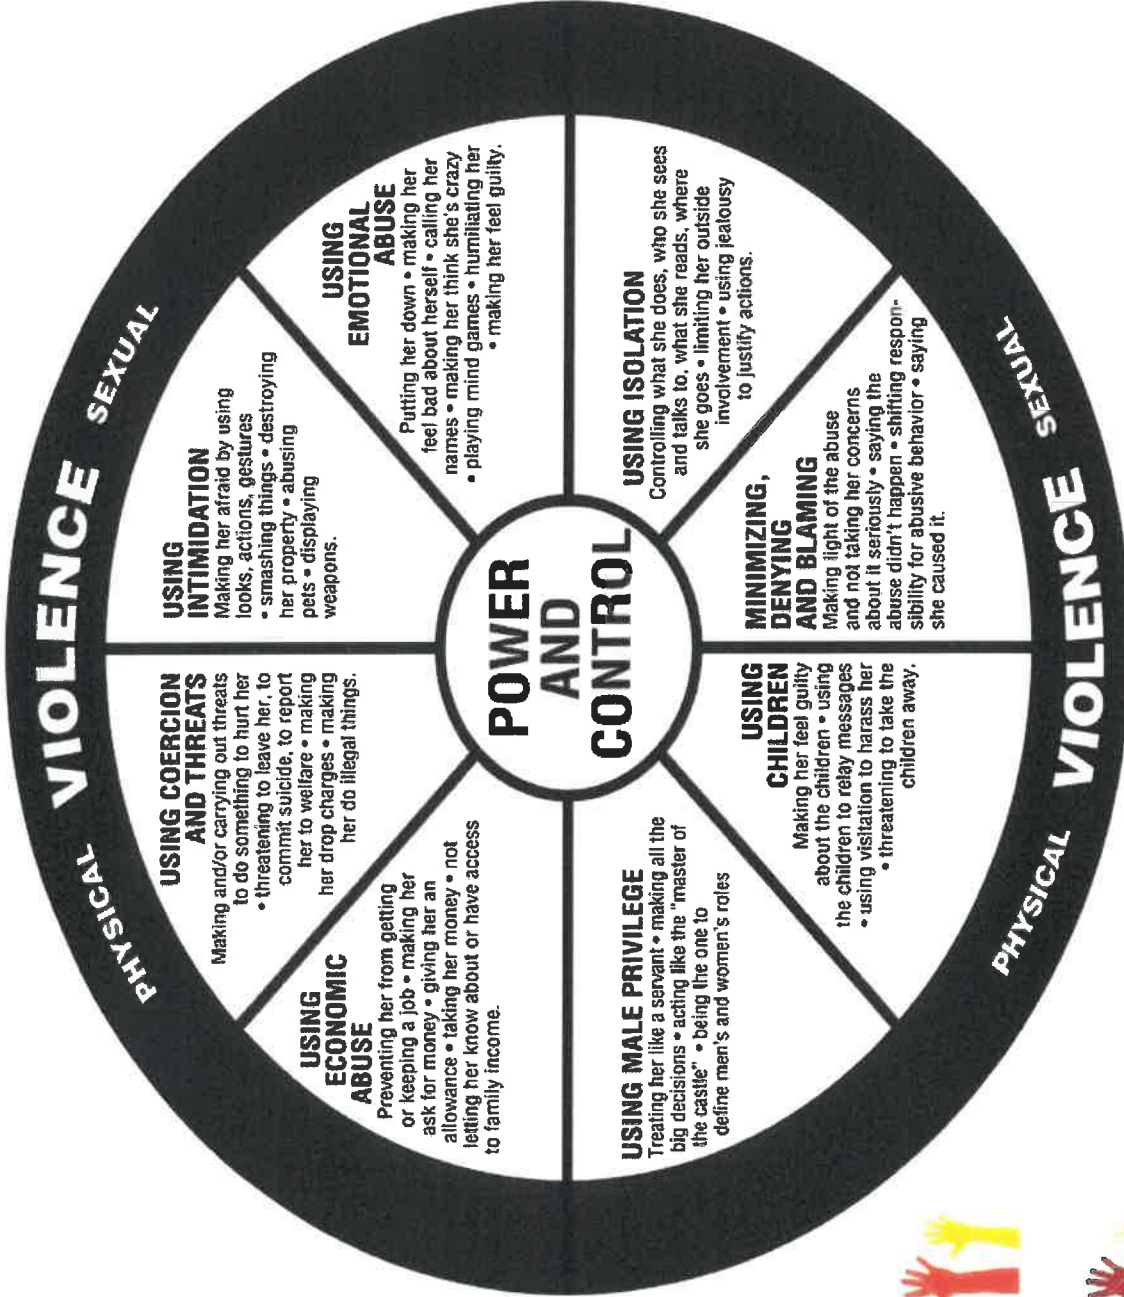 PHYSICAL VIOLENCE SEXUAL
USING COERCION
AND THREATS
Making and/or carrying out threats
to do something to hurt her
• threatening to leave her, to
commit suicide, to report
her to welfare • making
her drop charges • making
her do illegal things.
USING
INTIMIDATION
Making her afraid by using
looks, actions, gestures
• smashing things • destroying
her property • abusing
pets • displaying
weapons.
USING
EMOTIONAL
ABUSE
Putting her down • making her
feel bad about herself • calling her
names • making her think she's crazy
• playing mind games • humiliating her
• making her feel guilty.
USING ISOLATION
Controlling what she does, who she sees
and talks to, what she reads, where
she goes • limiting her outside
involvement • using jealousy
to justify actions.
MINIMIZING,
DENYING
AND BLAMING
Making light of the abuse
and not taking her concerns
about it seriously • saying the
abuse didn't happen • shifting respon-
sibility for abusive behavior • saying
she caused it.
USING
CHILDREN
Making her feel guilty
about the children • using
the children to relay messages
• using visitation to harass her
• threatening to take the
children away.
USING MALE PRIVILEGE
Treating her like a servant • making all the
big decisions • acting like the "master of
the castle" • being the one to
define men's and women's roles
USING
ECONOMIC
ABUSE
Preventing her from getting
or keeping a job • making her
ask for money • giving her an
allowance • taking her money • not
letting her know about or have access
to family income.
POWER
AND
CONTROL
PHYSICAL VIOLENCE SEXUAL